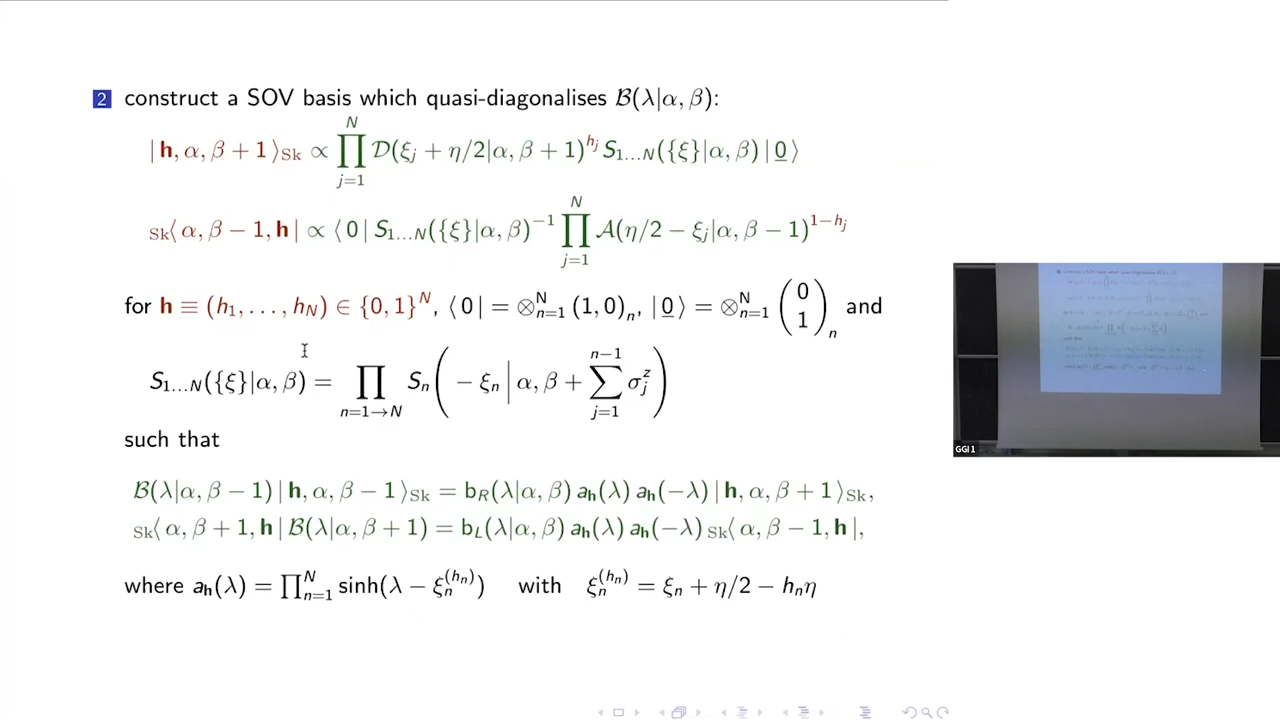 2 construct a SOV basis which quasi-diagonalises ℬ(λ|α, β):
| h, α, β + 1 ⟩_Sk ∝ ∏_{j=1}^{N} 𝒟(ξ_j + η/2|α, β + 1)^{h_j} S_{1…N}({ξ}|α, β) | 0̲ ⟩
_Sk⟨ α, β − 1, h | ∝ ⟨ 0 | S_{1…N}({ξ}|α, β)^{−1} ∏_{j=1}^{N} 𝒜(η/2 − ξ_j|α, β − 1)^{1−h_j}
for h ≡ (h_1, …, h_N) ∈ {0, 1}^N, ⟨ 0 | = ⊗_{n=1}^{N} (1, 0)_n, | 0̲ ⟩ = ⊗_{n=1}^{N} (0 1)_n and
S_{1…N}({ξ}|α, β) = ∏_{n=1→N} S_n( − ξ_n | α, β + ∑_{j=1}^{n−1} σ_j^z )
such that
ℬ(λ|α, β − 1) | h, α, β − 1 ⟩_Sk = b_R(λ|α, β) a_h(λ) a_h(−λ) | h, α, β + 1 ⟩_Sk,
_Sk⟨ α, β + 1, h | ℬ(λ|α, β + 1) = b_L(λ|α, β) a_h(λ) a_h(−λ) _Sk⟨ α, β − 1, h |,
where a_h(λ) = ∏_{n=1}^{N} sinh(λ − ξ_n^{(h_n)}) with ξ_n^{(h_n)} = ξ_n + η/2 − h_nη
GGI 1